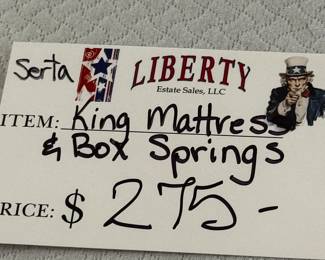 Serta LIBERTY
Estate Sales, LLC
ITEM: King Mattress
& Box Springs
RICE: $ 275-